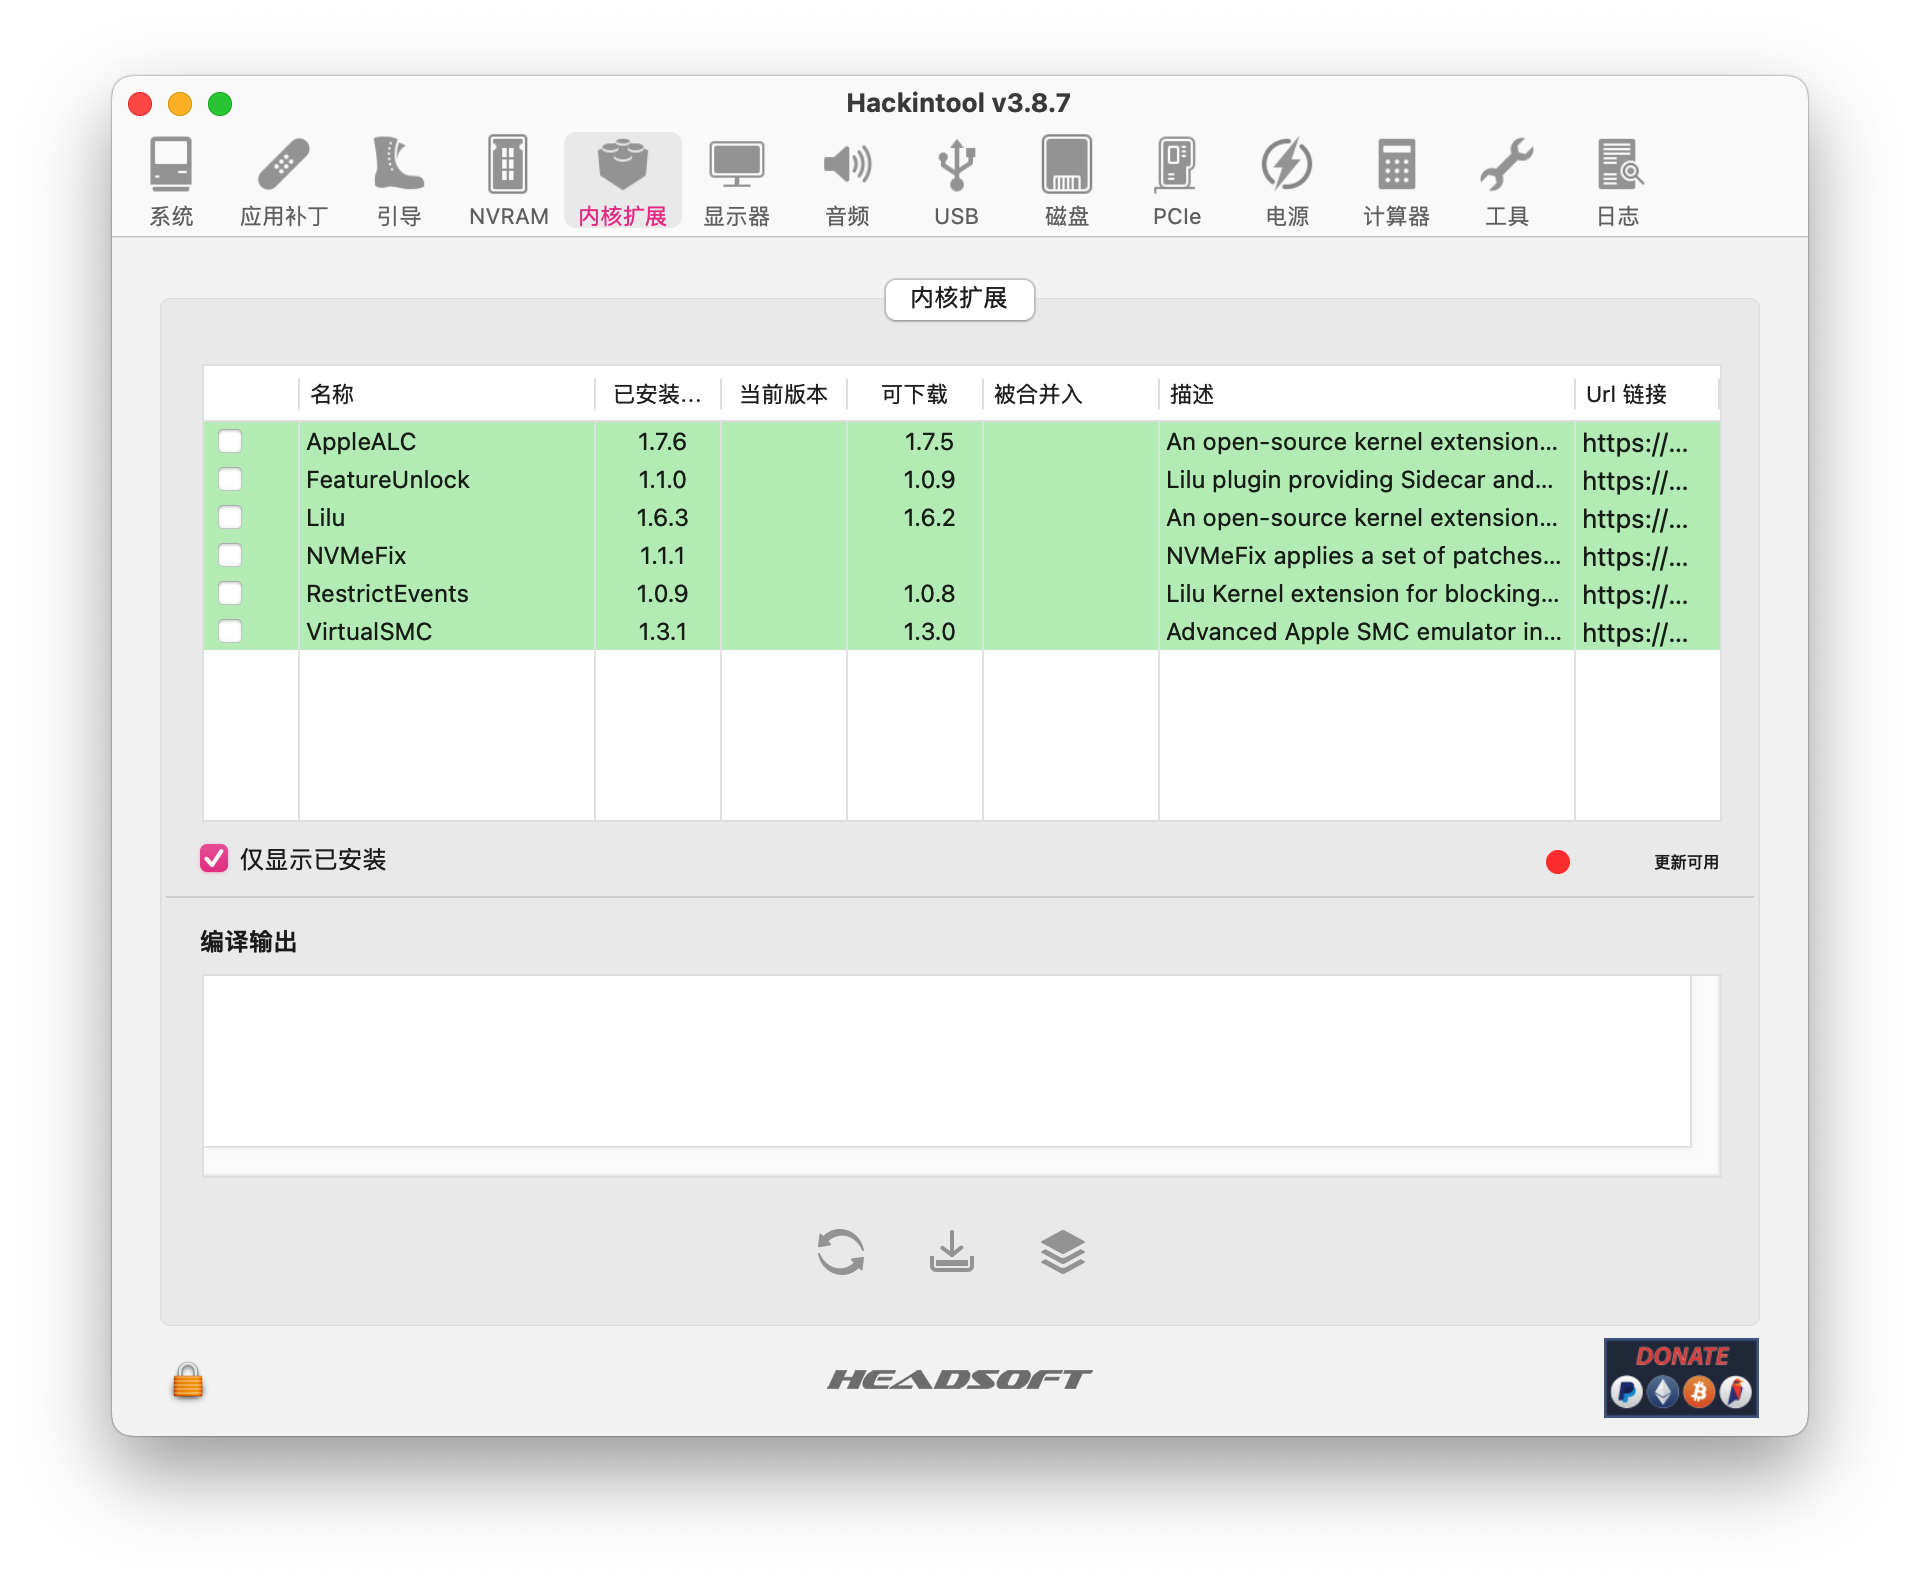 Hackintool v3.8.7
系统 应用补丁 引导 NVRAM 内核扩展 显示器 音频 USB 磁盘 PCIe 电源 计算器 工具 日志
内核扩展
名称 已安装... 当前版本 可下载 被合并入 描述 Url 链接
AppleALC 1.7.6 1.7.5 An open-source kernel extension... https://...
FeatureUnlock 1.1.0 1.0.9 Lilu plugin providing Sidecar and... https://...
Lilu 1.6.3 1.6.2 An open-source kernel extension... https://...
NVMeFix 1.1.1 NVMeFix applies a set of patches... https://...
RestrictEvents 1.0.9 1.0.8 Lilu Kernel extension for blocking... https://...
VirtualSMC 1.3.1 1.3.0 Advanced Apple SMC emulator in... https://...
仅显示已安装 更新可用
编译输出
HEADSOFT
DONATE